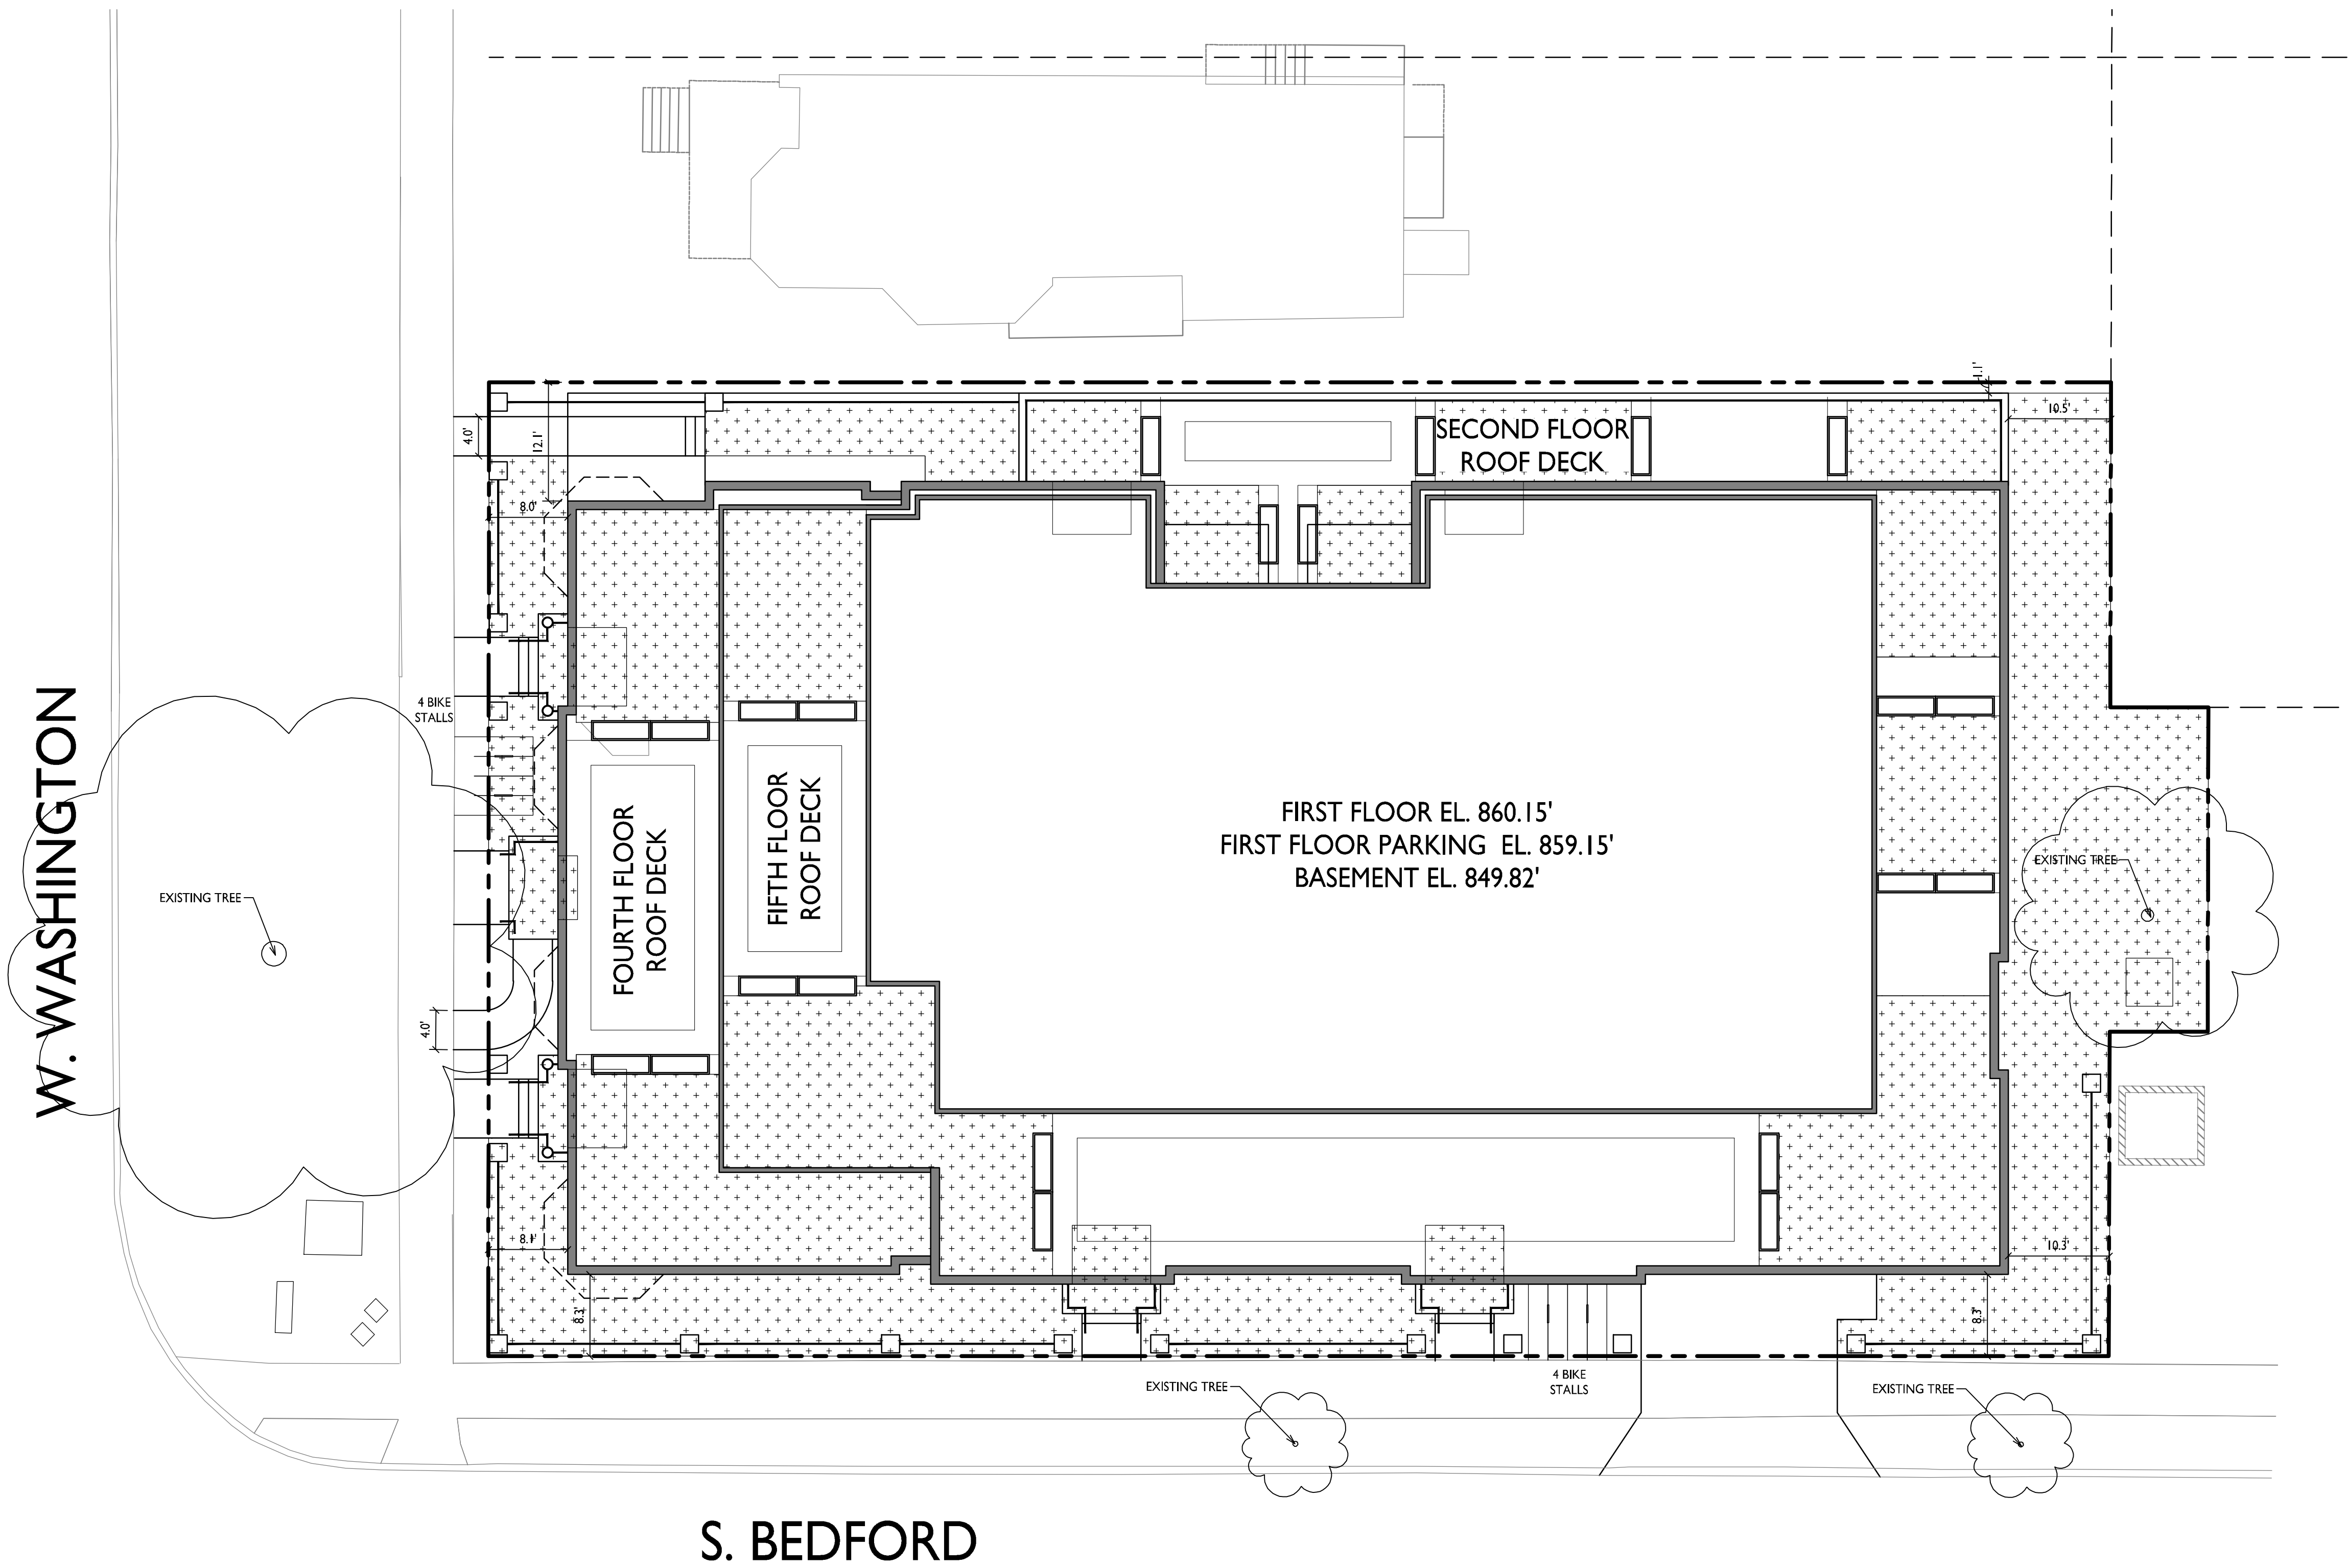 1.1'
10.5'
4.0'
12.1'
SECOND FLOOR
ROOF DECK
8.0'
4 BIKE
STALLS
W. WASHINGTON
EXISTING TREE
FOURTH FLOOR
ROOF DECK
FIFTH FLOOR
ROOF DECK
FIRST FLOOR EL. 860.15'
FIRST FLOOR PARKING EL. 859.15'
BASEMENT EL. 849.82'
EXISTING TREE
4.0'
8.1'
10.3'
8.3'
8.3'
EXISTING TREE
4 BIKE
STALLS
EXISTING TREE
S. BEDFORD